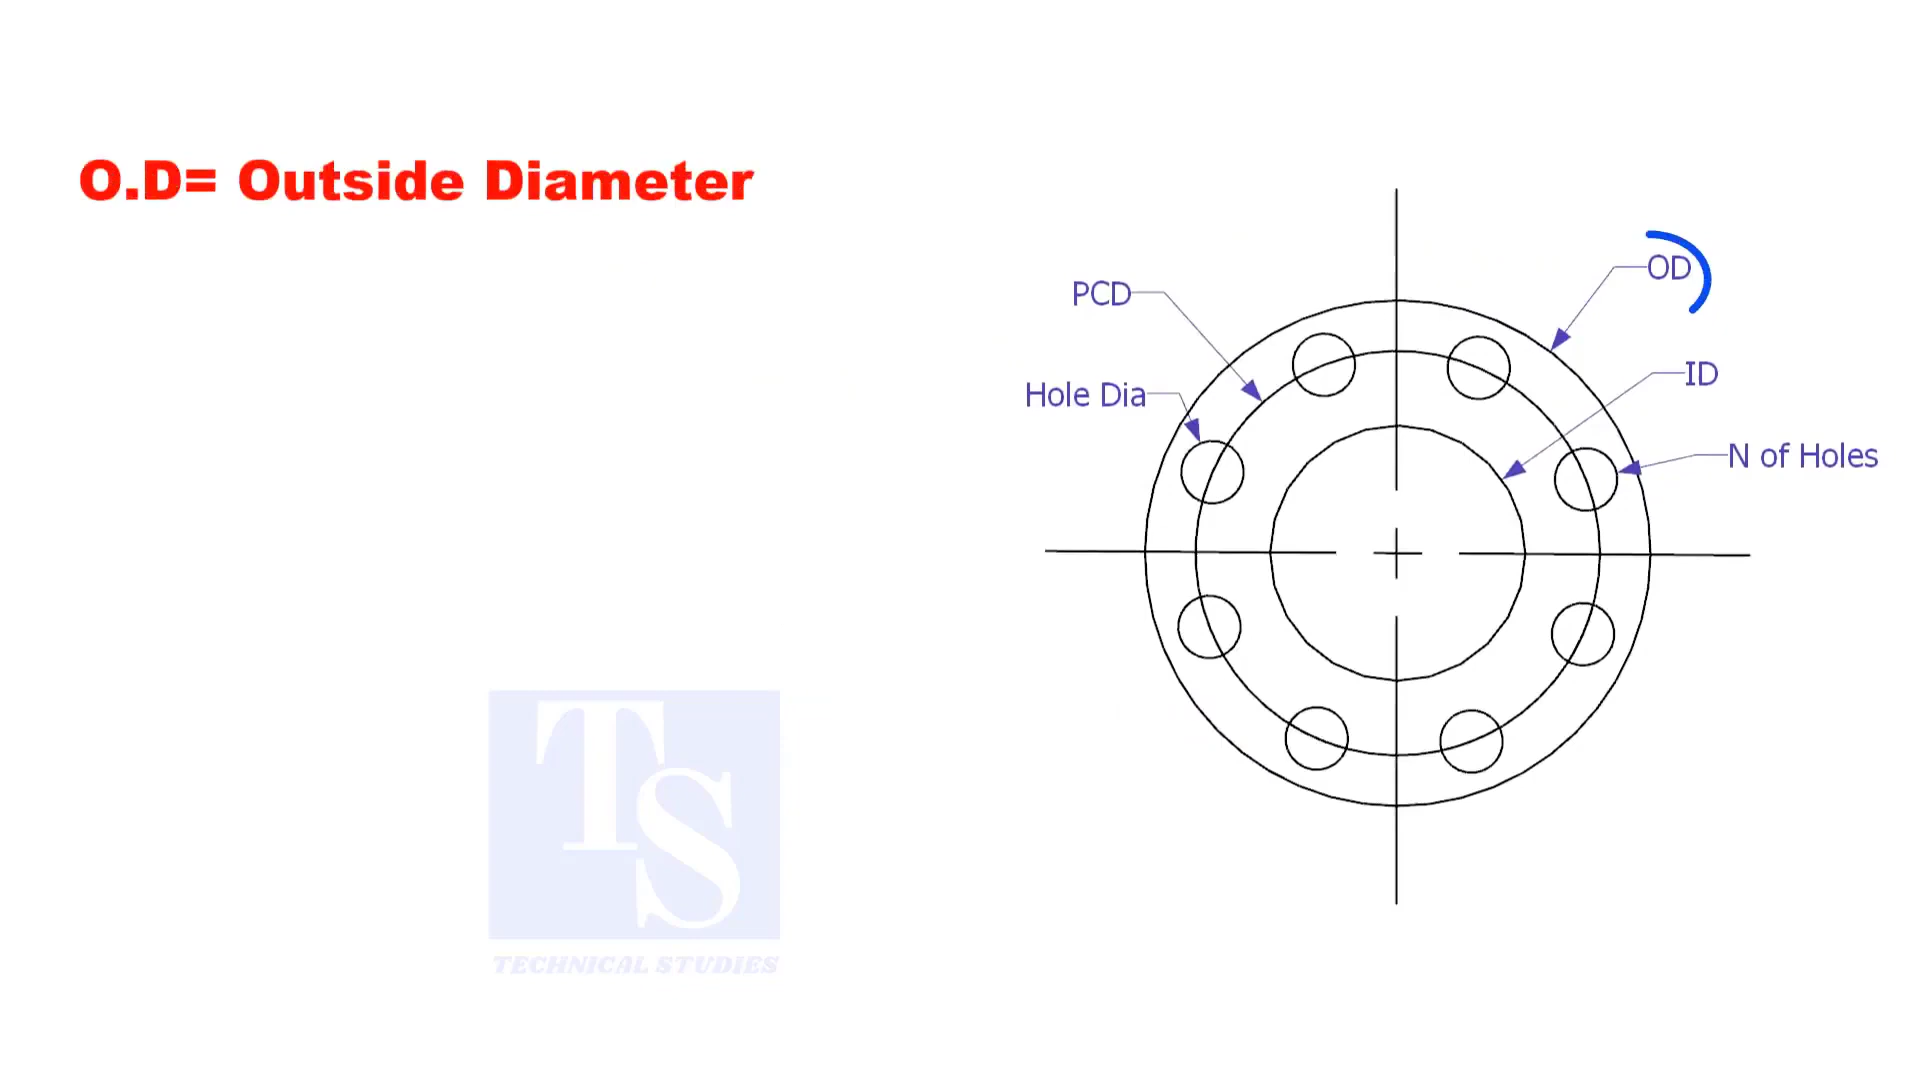 O.D= Outside Diameter
OD
PCD
ID
Hole Dia
N of Holes
TS
TECHNICAL STUDIES